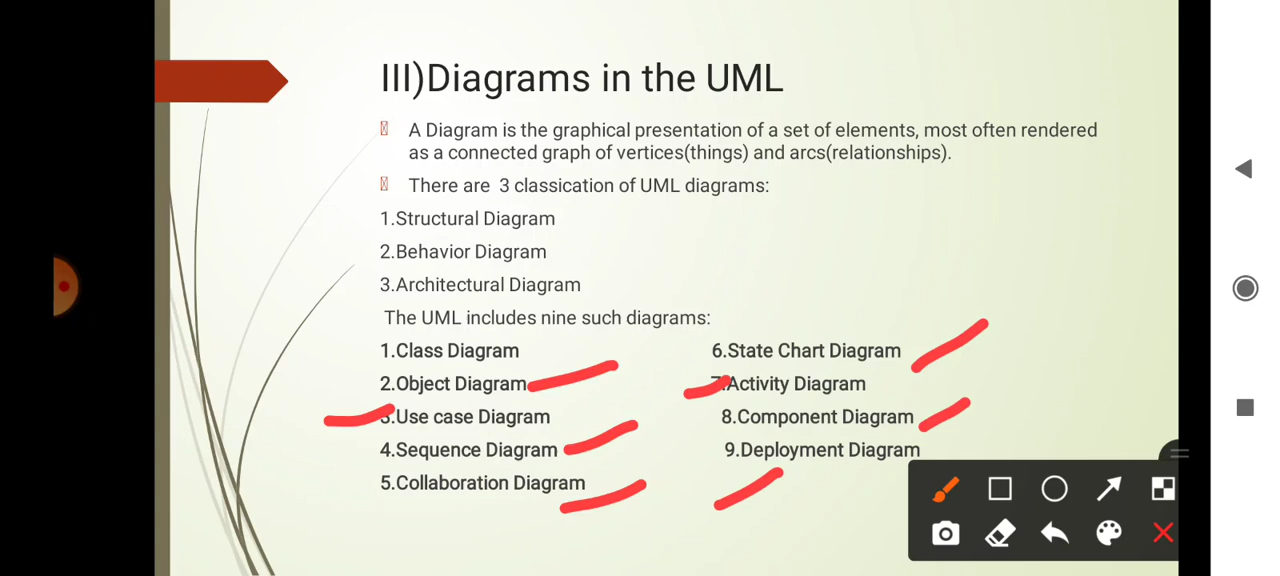 III)Diagrams in the UML
A Diagram is the graphical presentation of a set of elements, most often rendered
as a connected graph of vertices(things) and arcs(relationships).
There are 3 classication of UML diagrams:
1.Structural Diagram
2.Behavior Diagram
3.Architectural Diagram
The UML includes nine such diagrams:
1.Class Diagram
2.Object Diagram
3.Use case Diagram
4.Sequence Diagram
5.Collaboration Diagram
6.State Chart Diagram
7.Activity Diagram
8.Component Diagram
9.Deployment Diagram